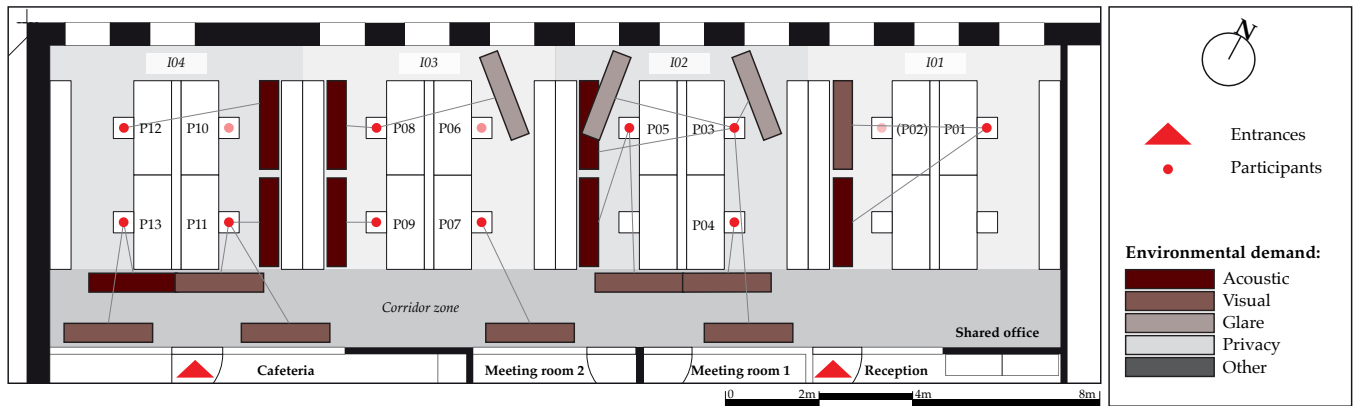 I04 I03 I02 I01
P12 P10 P08 P06 P05 P03 (P02) P01
P13 P11 P09 P07 P04
Corridor zone
Shared office
Cafeteria Meeting room 2 Meeting room 1 Reception
0 2m 4m 8m
N
Entrances
Participants
Environmental demand:
Acoustic
Visual
Glare
Privacy
Other